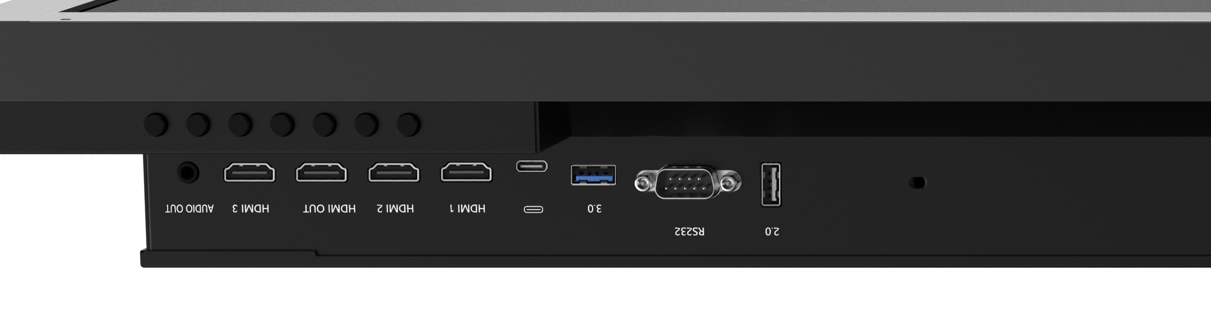 2.0
RS232
3.0
HDMI 1
HDMI 2
HDMI OUT
HDMI 3
AUDIO OUT